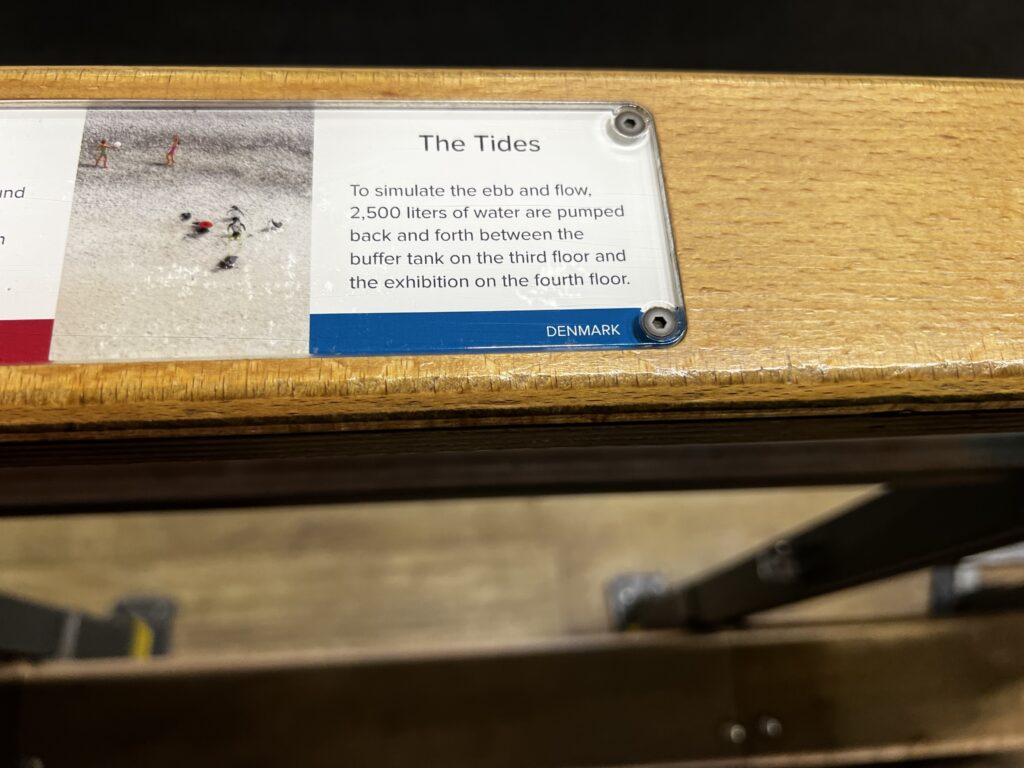 The Tides
To simulate the ebb and flow,
2,500 liters of water are pumped
back and forth between the
buffer tank on the third floor and
the exhibition on the fourth floor.
DENMARK